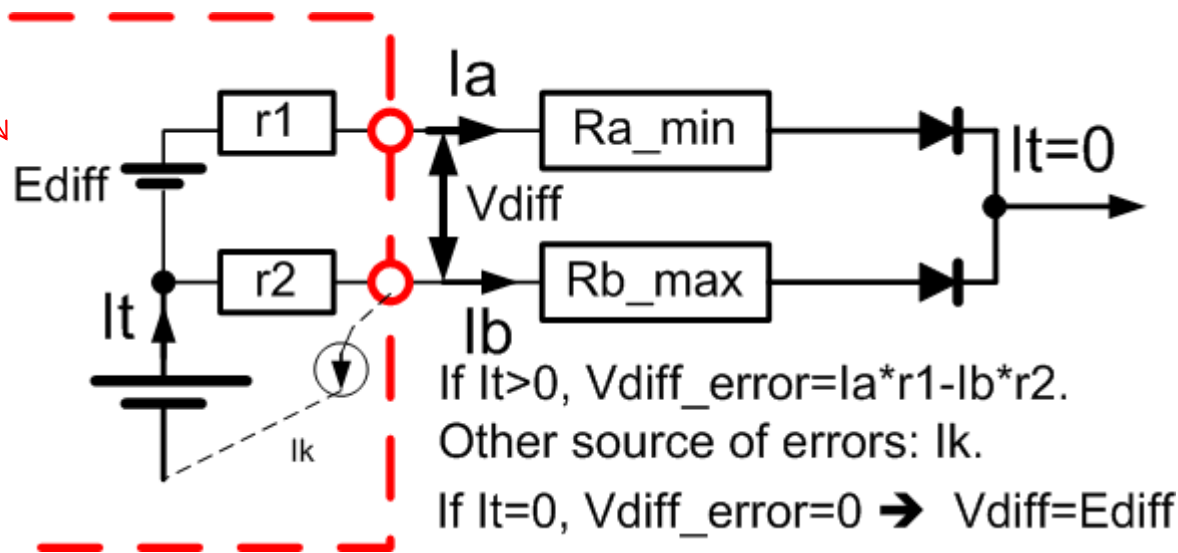 Ia
r1
Ra_min
It=0
Ediff
Vdiff
r2
Rb_max
It
Ib
Ik
If It>0, Vdiff_error=Ia*r1-Ib*r2.
Other source of errors: Ik.
If It=0, Vdiff_error=0 ➔ Vdiff=Ediff